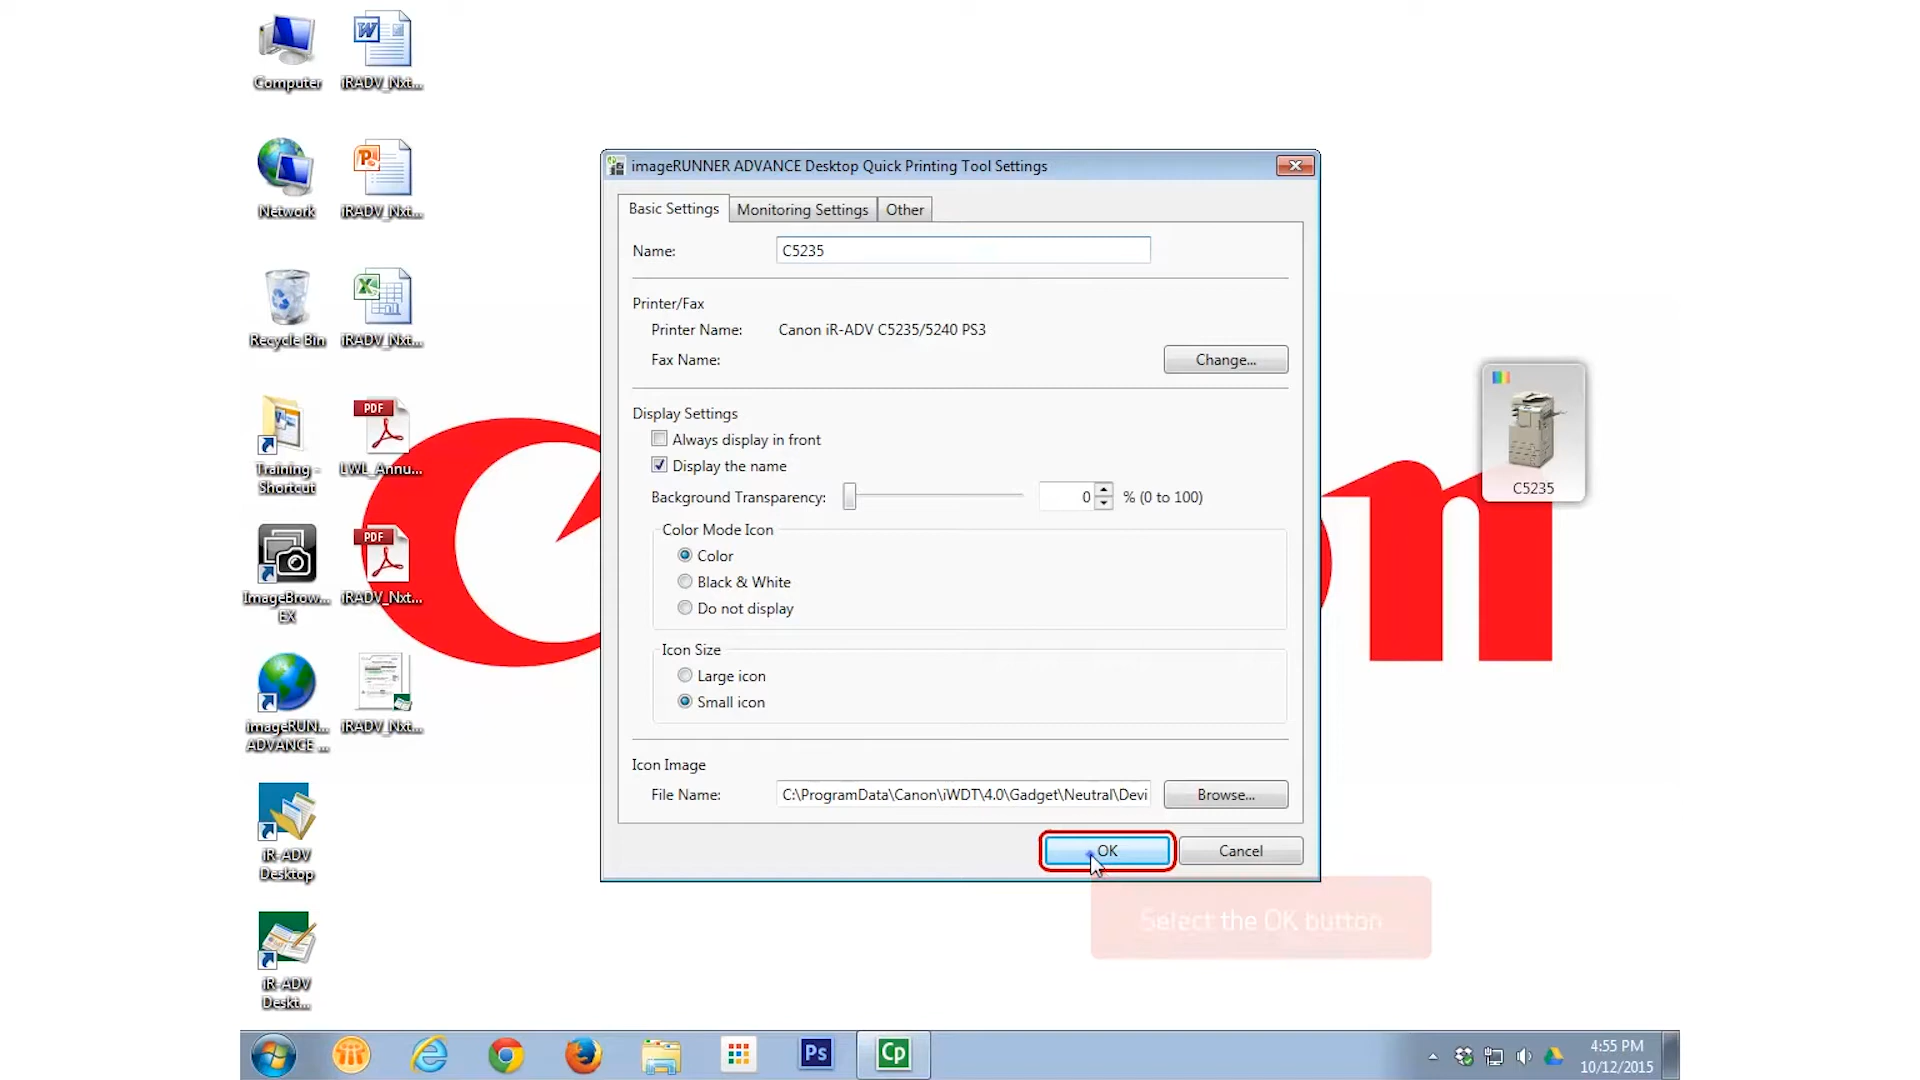 Computer
iRADV_Nxt...
Network
iRADV_Nxt...
Recycle Bin
iRADV_Nxt...
Training -
Shortcut
PDF
LWL_Annu...
ImageBrow...
EX
PDF
iRADV_Nxt...
imageRUN...
ADVANCE ...
iRADV_Nxt...
iR-ADV
Desktop
iR-ADV
Deskt...
imageRUNNER ADVANCE Desktop Quick Printing Tool Settings
Basic Settings
Monitoring Settings
Other
Name:
C5235
Printer/Fax
Printer Name:
Canon iR-ADV C5235/5240 PS3
Fax Name:
Change...
Display Settings
Always display in front
Display the name
Background Transparency:
0
% (0 to 100)
Color Mode Icon
Color
Black & White
Do not display
Icon Size
Large icon
Small icon
Icon Image
File Name:
C:\ProgramData\Canon\iWDT\4.0\Gadget\Neutral\Devi
Browse...
OK
Cancel
Select the OK button
C5235
Ps
Cp
4:55 PM
10/12/2015